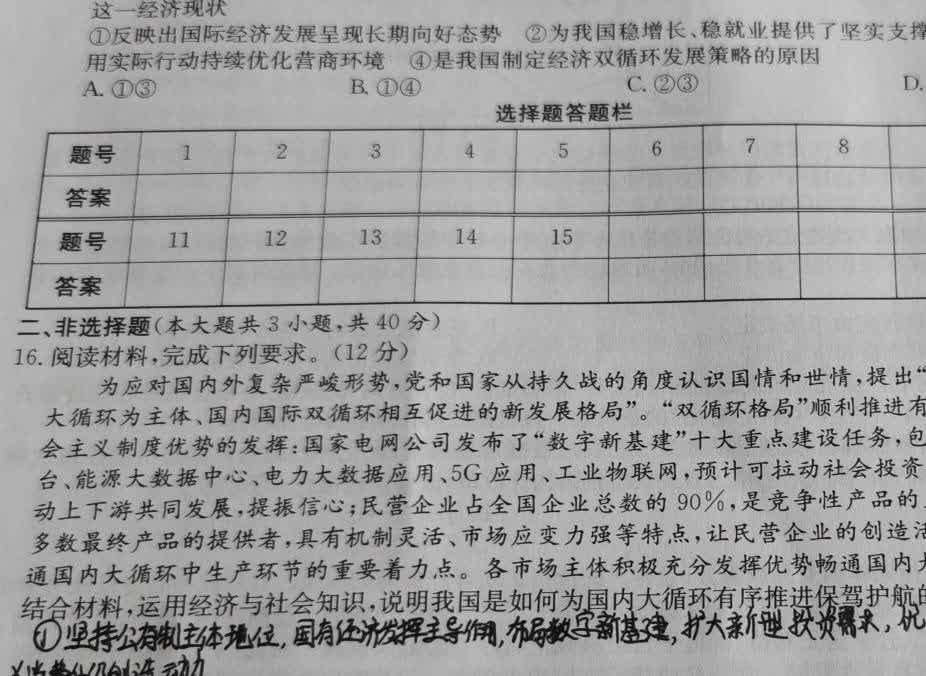 这一经济现状
①反映出国际经济发展呈现长期向好态势 ②为我国稳增长、稳就业提供了坚实支撑
用实际行动持续优化营商环境 ④是我国制定经济双循环发展策略的原因
A. ①③ B. ①④ C. ②③ D.
选择题答题栏
题号 1 2 3 4 5 6 7 8
答案
题号 11 12 13 14 15
答案
二、非选择题(本大题共3小题,共40分)
16. 阅读材料,完成下列要求。(12分)
为应对国内外复杂严峻形势,党和国家从持久战的角度认识国情和世情,提出“
大循环为主体、国内国际双循环相互促进的新发展格局”。“双循环格局”顺利推进有
会主义制度优势的发挥:国家电网公司发布了“数字新基建”十大重点建设任务,包
台、能源大数据中心、电力大数据应用、5G应用、工业物联网,预计可拉动社会投资
动上下游共同发展,提振信心;民营企业占全国企业总数的90%,是竞争性产品的
多数最终产品的提供者,具有机制灵活、市场应变力强等特点,让民营企业的创造活
通国内大循环中生产环节的重要着力点。各市场主体积极充分发挥优势畅通国内大
结合材料,运用经济与社会知识,说明我国是如何为国内大循环有序推进保驾护航的
①坚持公有制主体地位,国有经济发挥主导作用,布局数字新基建,扩大新型投资需求,优